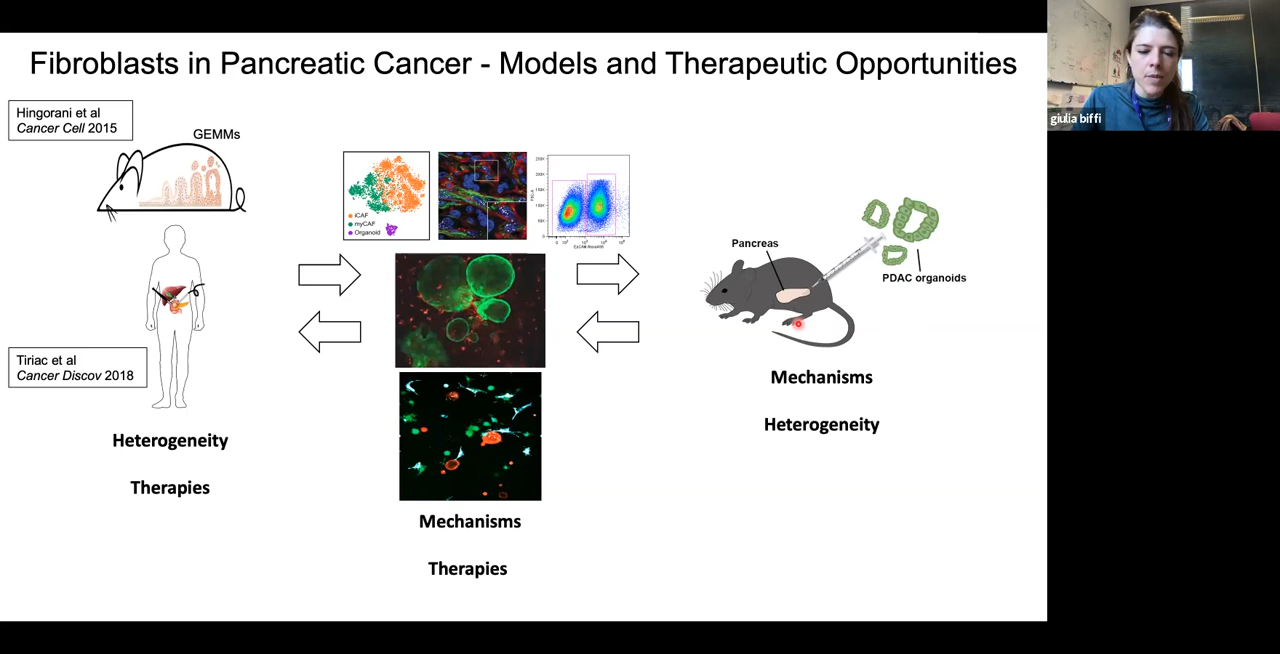 Fibroblasts in Pancreatic Cancer - Models and Therapeutic Opportunities
giulia biffi
Hingorani et al
Cancer Cell 2015
GEMMs
iCAF
myCAF
Organoid
Pancreas
PDAC organoids
Tiriac et al
Cancer Discov 2018
Heterogeneity
Therapies
Mechanisms
Therapies
Mechanisms
Heterogeneity